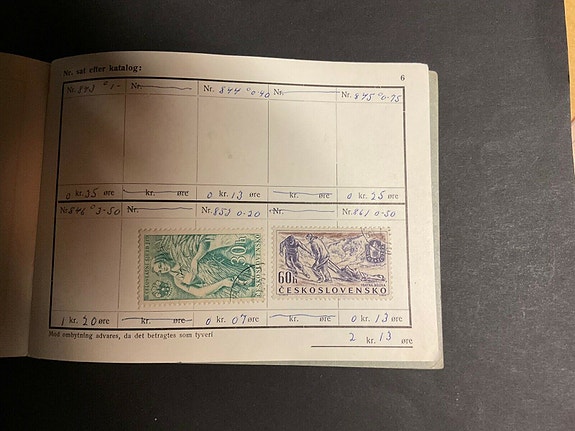 Nr. sat efter katalog:
6
Nr. 843 ° 1- Nr. Nr. 844 ° 0.40 Nr. Nr. 845 ° 0-75
0 kr. 35 øre kr. øre 0 kr. 13 øre kr. øre 0 kr. 25 øre
Nr. 846 ° 3-50 Nr. Nr. 853 0-20 Nr. Nr. 861 0-50
30h
60h
ČESKOSLOVENSKO
1 kr. 20 øre kr. øre 0 kr. 07 øre kr. øre 0 kr. 13 øre
Mod ombytning advares, da det betragtes som tyveri
2 kr. 13 øre